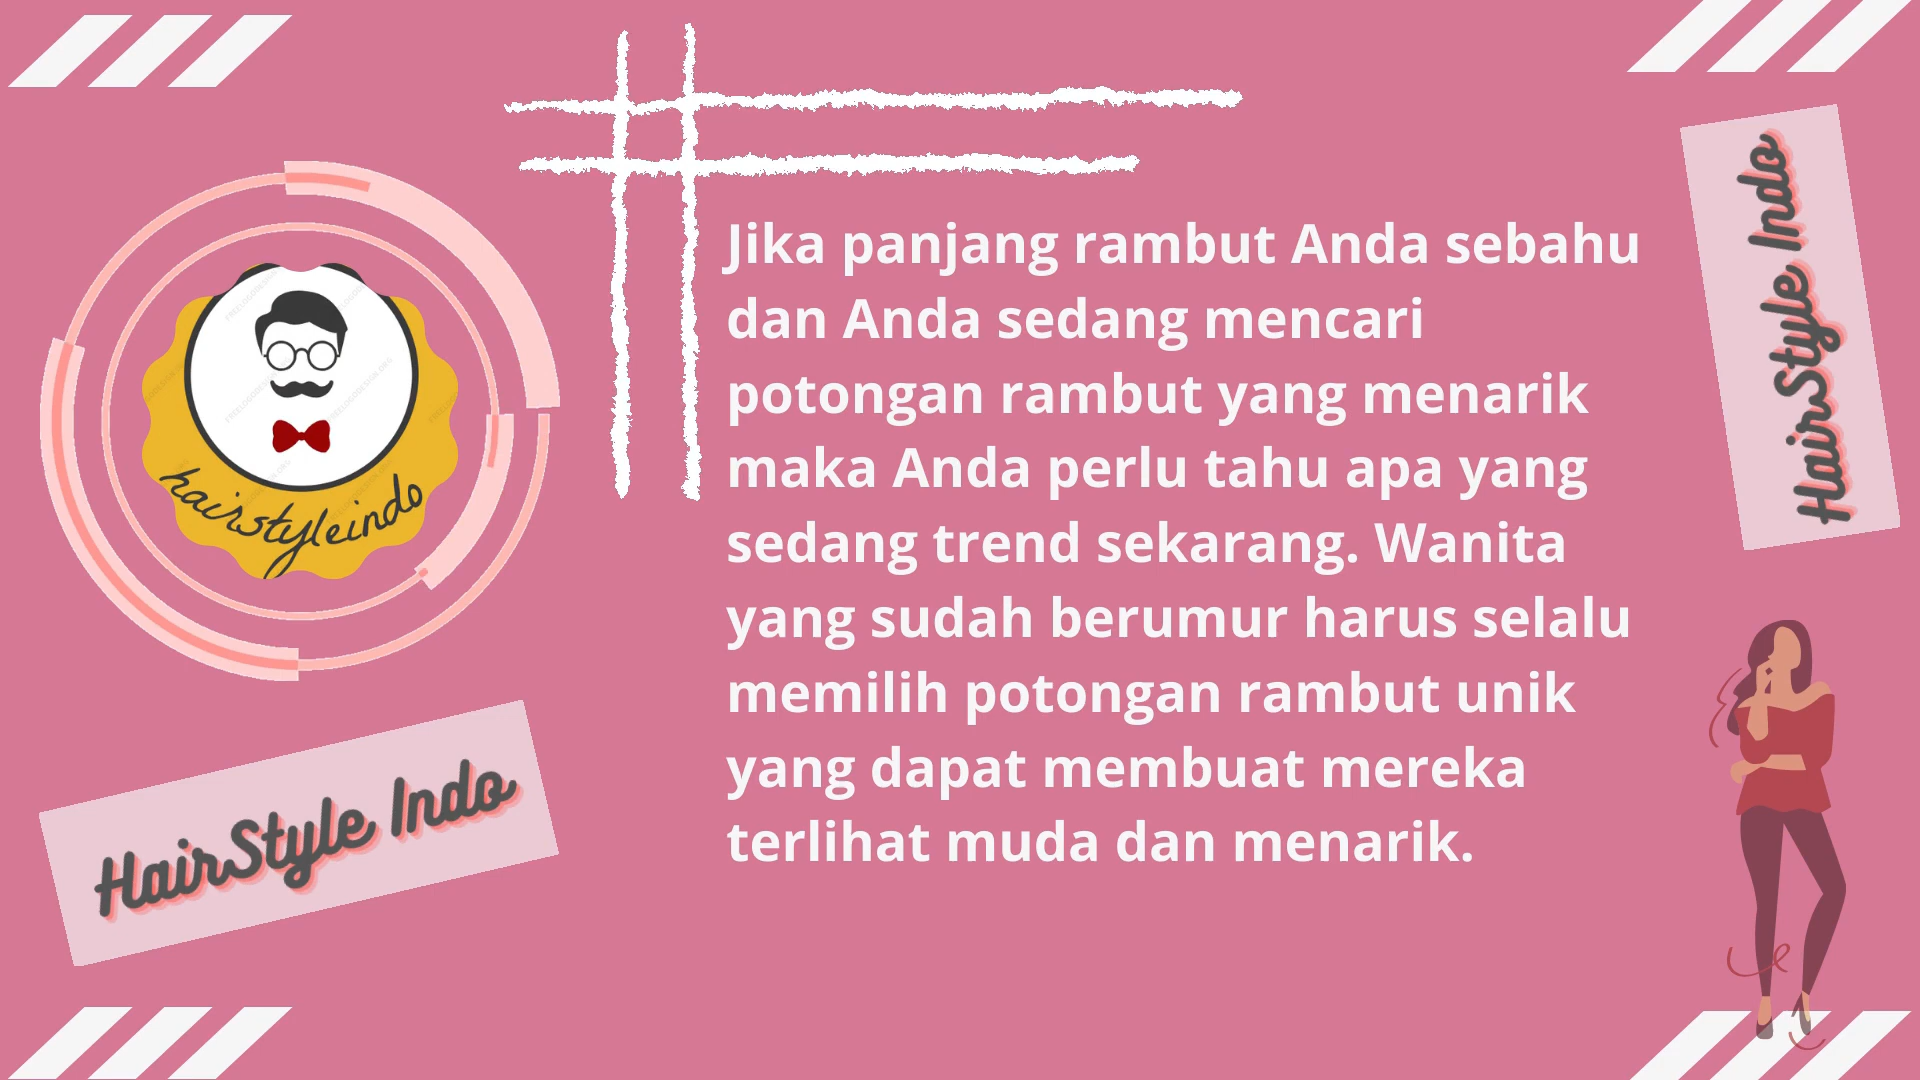 Jika panjang rambut Anda sebahu
dan Anda sedang mencari
potongan rambut yang menarik
maka Anda perlu tahu apa yang
sedang trend sekarang. Wanita
yang sudah berumur harus selalu
memilih potongan rambut unik
yang dapat membuat mereka
terlihat muda dan menarik.
hairstyleindo
HairStyle Indo
HairStyle Indo